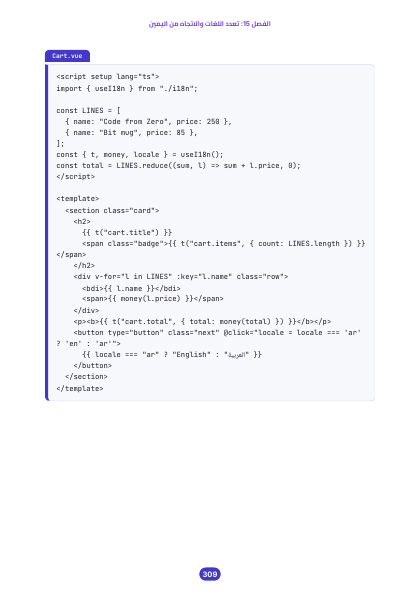 الفصل 15: تعدد اللغات والاتجاه من اليمين
Cart.vue
<script setup lang="ts">
import { useI18n } from "./i18n";
const LINES = [
  { name: "Code from Zero", price: 250 },
  { name: "Bit mug", price: 85 },
];
const { t, money, locale } = useI18n();
const total = LINES.reduce((sum, l) => sum + l.price, 0);
</script>
<template>
  <section class="card">
    <h2>
      {{ t("cart.title") }}
      <span class="badge">{{ t("cart.items", { count: LINES.length }) }}
</span>
    </h2>
    <div v-for="l in LINES" :key="l.name" class="row">
      <bdi>{{ l.name }}</bdi>
      <span>{{ money(l.price) }}</span>
    </div>
    <p><b>{{ t("cart.total", { total: money(total) }) }}</b></p>
    <button type="button" class="next" @click="locale = locale === 'ar'
? 'en' : 'ar'">
      {{ locale === "ar" ? "English" : "العربية" }}
    </button>
  </section>
</template>
309